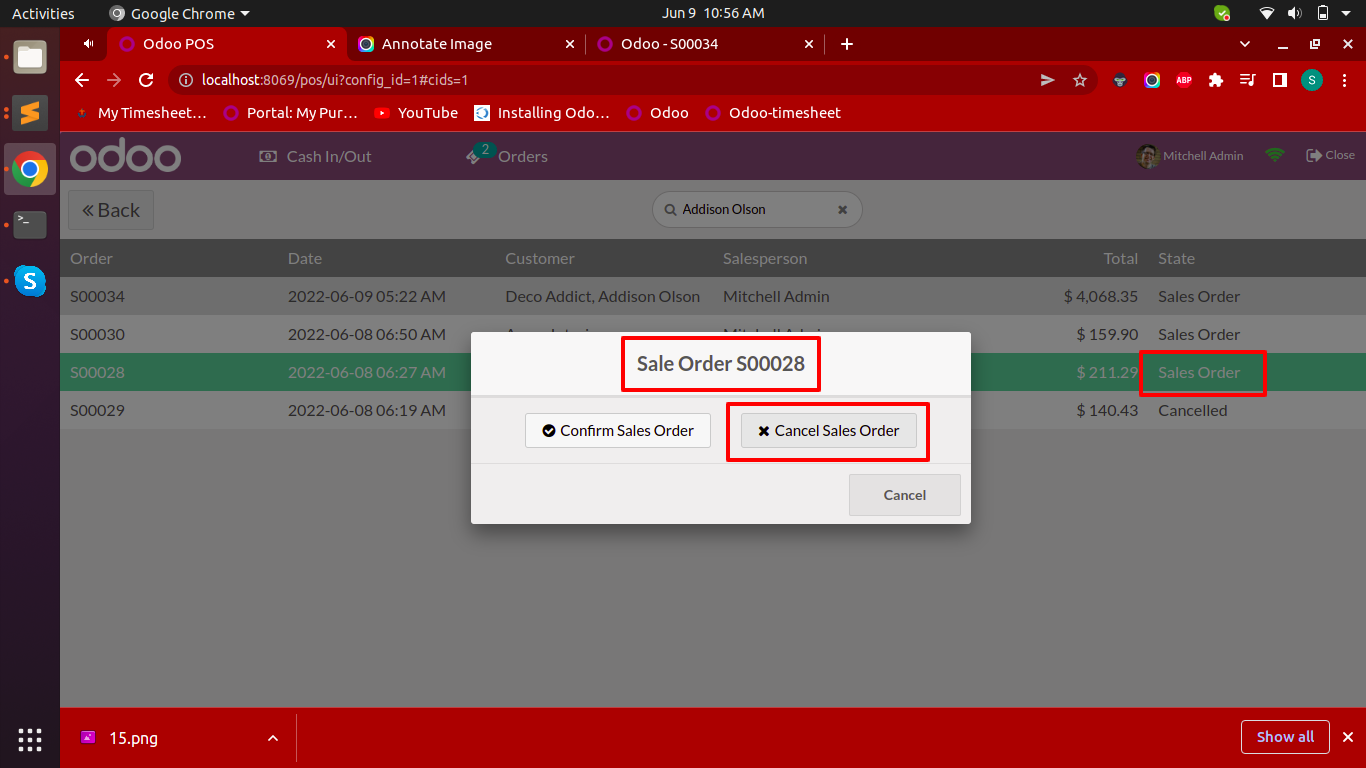 Activities Google Chrome Jun 9 10:56 AM
Odoo POS Annotate Image Odoo - S00034
localhost:8069/pos/ui?config_id=1#cids=1 ABP S
My Timesheet… Portal: My Pur… YouTube Installing Odo… Odoo Odoo-timesheet
odoo Cash In/Out 2 Orders Mitchell Admin Close
Back Addison Olson
Order Date Customer Salesperson Total State
S00034 2022-06-09 05:22 AM Deco Addict, Addison Olson Mitchell Admin $ 4,068.35 Sales Order
S00030 2022-06-08 06:50 AM $ 159.90 Sales Order
Sale Order S00028
S00028 2022-06-08 06:27 AM $ 211.29 Sales Order
S00029 2022-06-08 06:19 AM $ 140.43 Cancelled
Confirm Sales Order Cancel Sales Order
Cancel
15.png Show all